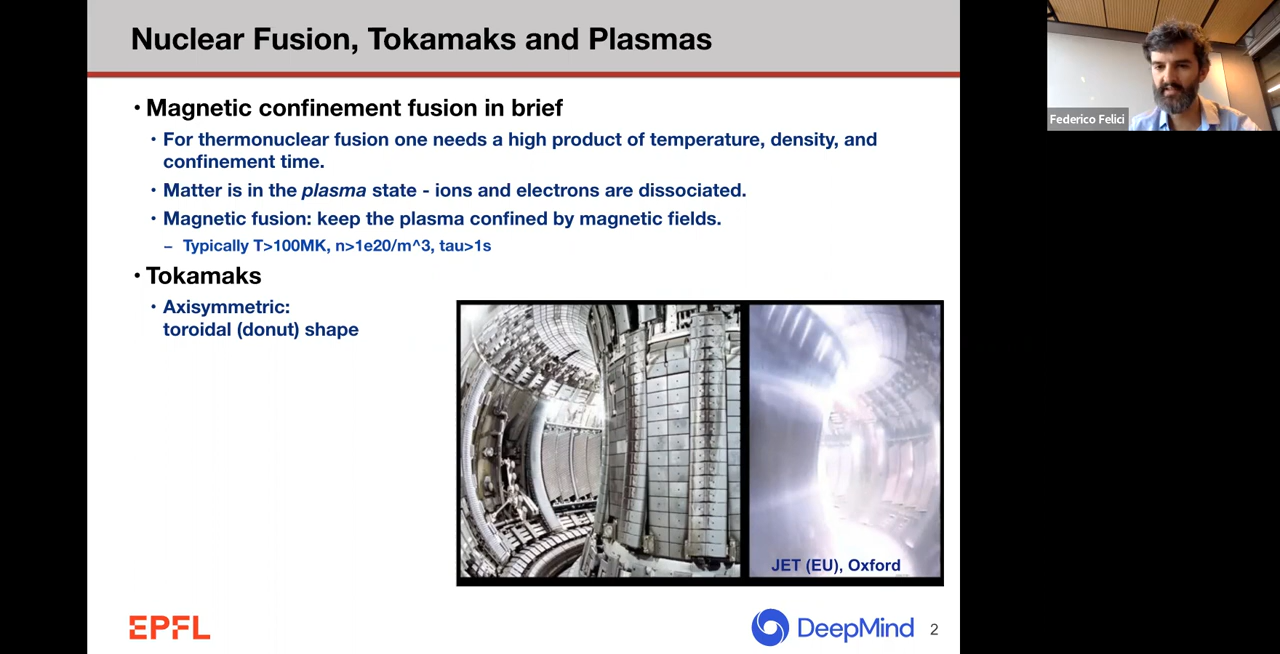 Nuclear Fusion, Tokamaks and Plasmas
Federico Felici
• Magnetic confinement fusion in brief
• For thermonuclear fusion one needs a high product of temperature, density, and
confinement time.
• Matter is in the plasma state - ions and electrons are dissociated.
• Magnetic fusion: keep the plasma confined by magnetic fields.
– Typically T>100MK, n>1e20/m^3, tau>1s
• Tokamaks
• Axisymmetric:
toroidal (donut) shape
JET (EU), Oxford
EPFL
DeepMind
2